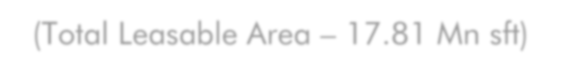 (Total Leasable Area – 17.81 Mn sft)